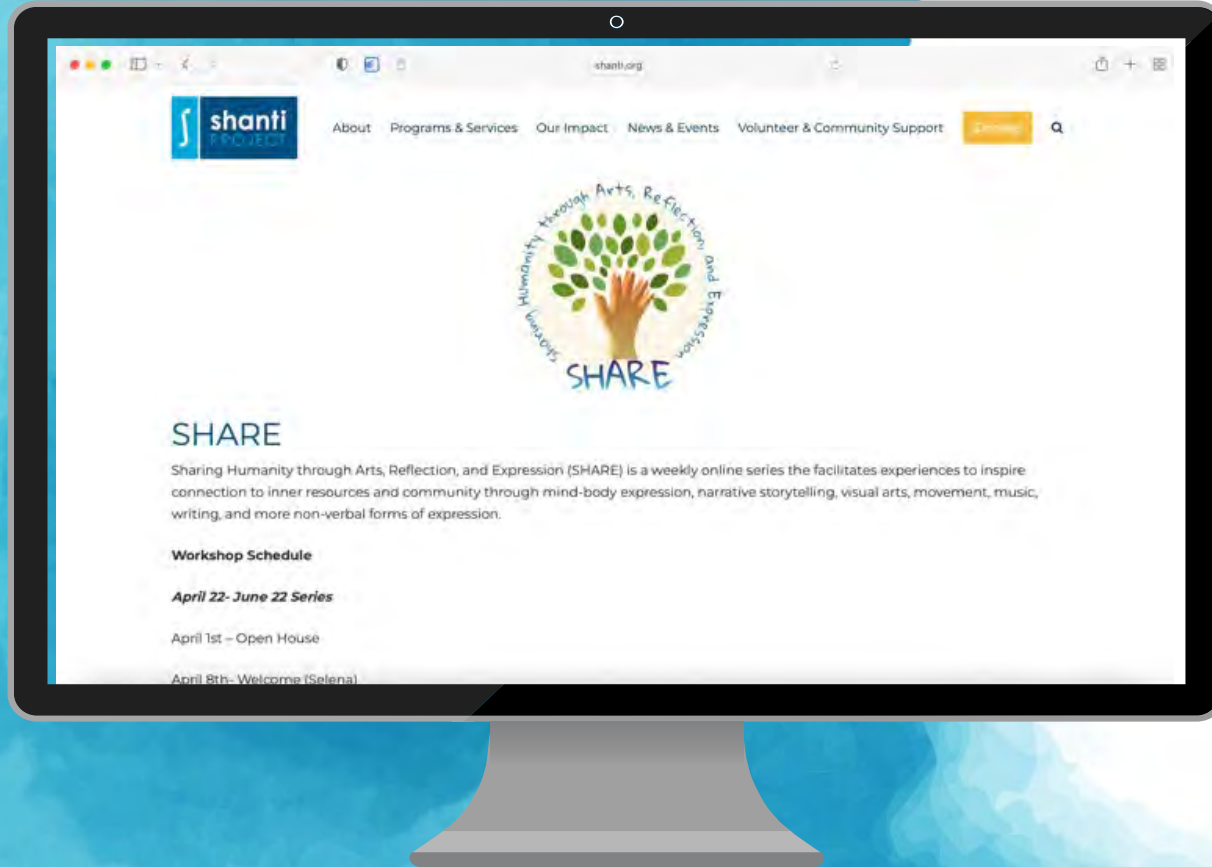 shanti.org
shanti
PROJECT
About Programs & Services Our Impact News & Events Volunteer & Community Support Donate
Sharing Humanity through Arts, Reflection, and Expression
SHARE
SHARE
Sharing Humanity through Arts, Reflection, and Expression (SHARE) is a weekly online series the facilitates experiences to inspire
connection to inner resources and community through mind-body expression, narrative storytelling, visual arts, movement, music,
writing, and more non-verbal forms of expression.
Workshop Schedule
April 22- June 22 Series
April 1st – Open House
April 8th- Welcome (Selena)